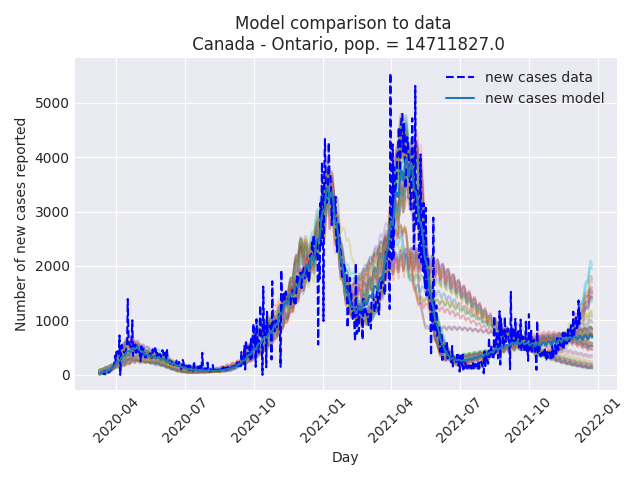 Model comparison to data
Canada - Ontario, pop. = 14711827.0
new cases data
new cases model
Number of new cases reported
5000
4000
3000
2000
1000
0
2020-04
2020-07
2020-10
2021-01
2021-04
2021-07
2021-10
2022-01
Day